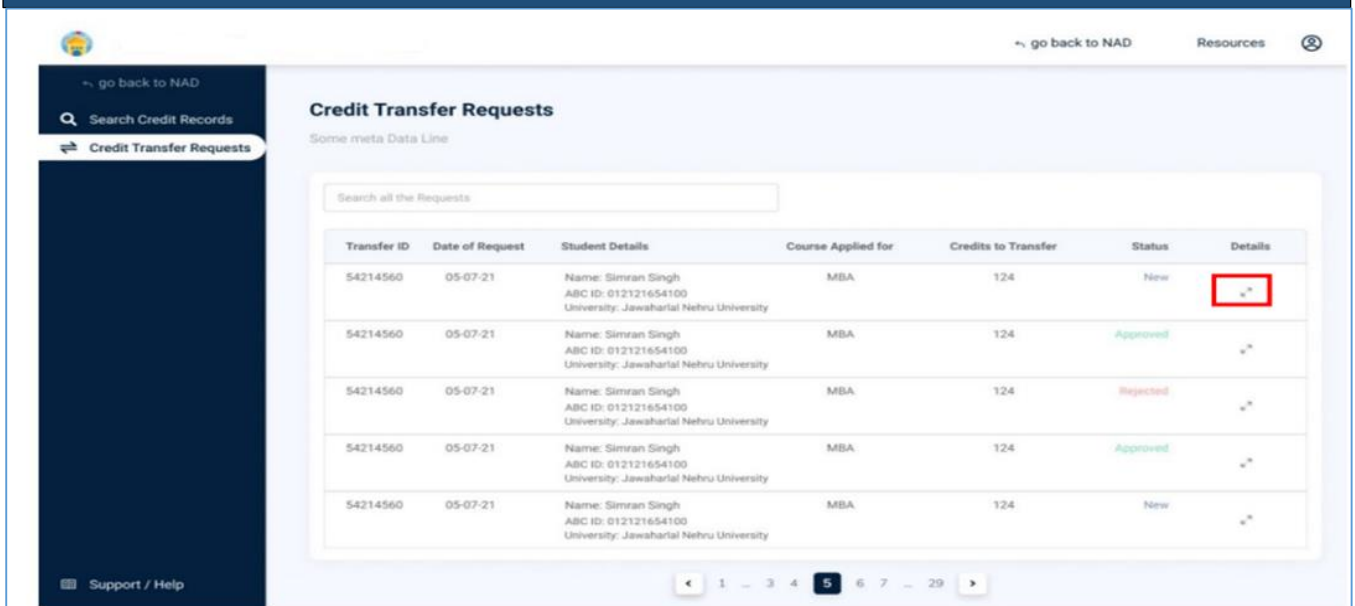 go back to NAD
Resources
go back to NAD
Search Credit Records
Credit Transfer Requests
Support / Help
Credit Transfer Requests
Some meta Data Line
Search all the Requests
Transfer ID Date of Request Student Details Course Applied for Credits to Transfer Status Details
54214560 05-07-21 Name: Simran Singh MBA 124 New
ABC ID: 012121654100
University: Jawaharlal Nehru University
54214560 05-07-21 Name: Simran Singh MBA 124 Approved
ABC ID: 012121654100
University: Jawaharlal Nehru University
54214560 05-07-21 Name: Simran Singh MBA 124 Rejected
ABC ID: 012121654100
University: Jawaharlal Nehru University
54214560 05-07-21 Name: Simran Singh MBA 124 Approved
ABC ID: 012121654100
University: Jawaharlal Nehru University
54214560 05-07-21 Name: Simran Singh MBA 124 New
ABC ID: 012121654100
University: Jawaharlal Nehru University
1 ... 3 4 5 6 7 ... 29